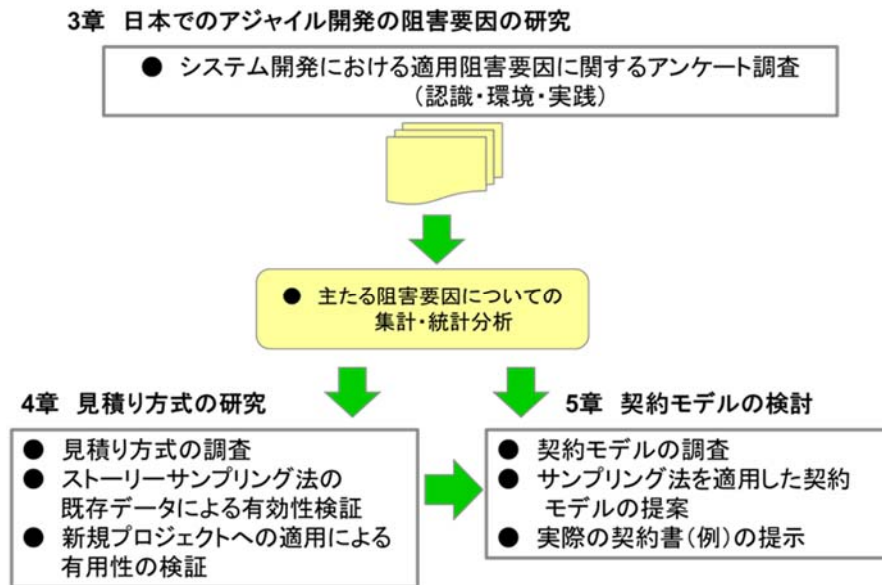 3章 日本でのアジャイル開発の阻害要因の研究
● システム開発における適用阻害要因に関するアンケート調査
（認識・環境・実践）
● 主たる阻害要因についての
集計・統計分析
4章 見積り方式の研究
● 見積り方式の調査
● ストーリーサンプリング法の
既存データによる有効性検証
● 新規プロジェクトへの適用による
有用性の検証
5章 契約モデルの検討
● 契約モデルの調査
● サンプリング法を適用した契約
モデルの提案
● 実際の契約書（例）の提示